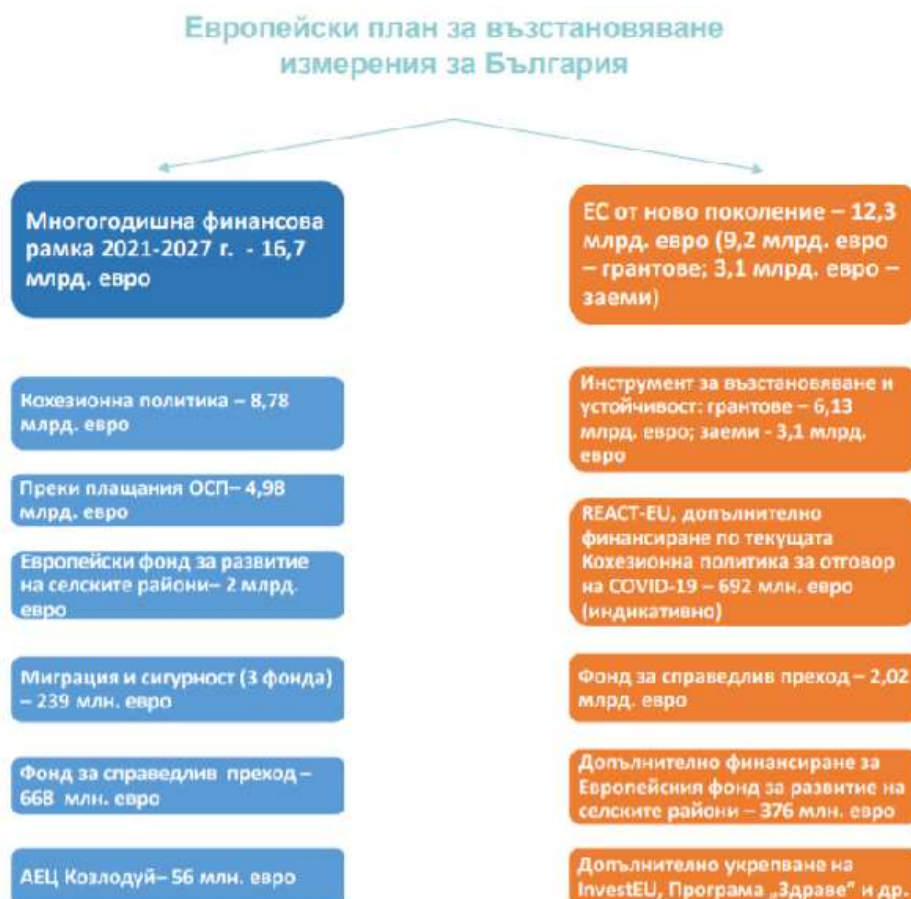 Европейски план за възстановяване
измерения за България
Многогодишна финансова
рамка 2021-2027 г. - 16,7
млрд. евро
Кохезионна политика – 8,78
млрд. евро
Преки плащания ОСП– 4,98
млрд. евро
Европейски фонд за развитие
на селските райони– 2 млрд.
евро
Миграция и сигурност (3 фонда)
– 239 млн. евро
Фонд за справедлив преход –
668 млн. евро
АЕЦ Козлодуй– 56 млн. евро
ЕС от ново поколение – 12,3
млрд. евро (9,2 млрд. евро
– грантове; 3,1 млрд. евро –
заеми)
Инструмент за възстановяване и
устойчивост: грантове – 6,13
млрд. евро; заеми - 3,1 млрд.
евро
REACT-EU, допълнително
финансиране по текущата
Кохезионна политика за отговор
на COVID-19 – 692 млн. евро
(индикативно)
Фонд за справедлив преход – 2,02
млрд. евро
Допълнително финансиране за
Европейския фонд за развитие на
селските райони – 376 млн. евро
Допълнително укрепване на
InvestEU, Програма „Здраве" и др.